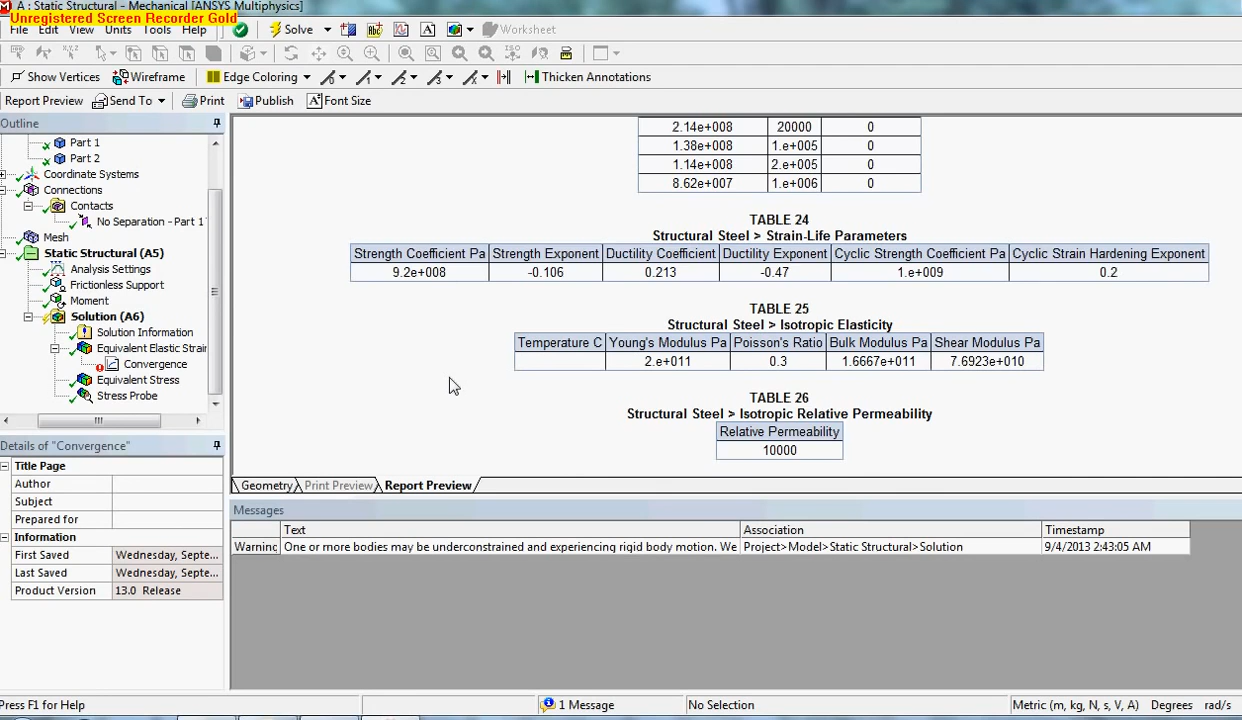 A : Static Structural - Mechanical [ANSYS Multiphysics]
Unregistered Screen Recorder Gold
File Edit View Units Tools Help Solve Worksheet
Show Vertices Wireframe Edge Coloring Thicken Annotations
Report Preview Send To Print Publish Font Size
Outline
Part 1
Part 2
Coordinate Systems
Connections
Contacts
No Separation - Part 1
Mesh
Static Structural (A5)
Analysis Settings
Frictionless Support
Moment
Solution (A6)
Solution Information
Equivalent Elastic Strair
Convergence
Equivalent Stress
Stress Probe
Details of "Convergence"
Title Page
Author
Subject
Prepared for
Information
First Saved Wednesday, Septe...
Last Saved Wednesday, Septe...
Product Version 13.0 Release
2.14e+008 20000 0
1.38e+008 1.e+005 0
1.14e+008 2.e+005 0
8.62e+007 1.e+006 0
TABLE 24
Structural Steel > Strain-Life Parameters
Strength Coefficient Pa Strength Exponent Ductility Coefficient Ductility Exponent Cyclic Strength Coefficient Pa Cyclic Strain Hardening Exponent
9.2e+008 -0.106 0.213 -0.47 1.e+009 0.2
TABLE 25
Structural Steel > Isotropic Elasticity
Temperature C Young's Modulus Pa Poisson's Ratio Bulk Modulus Pa Shear Modulus Pa
2.e+011 0.3 1.6667e+011 7.6923e+010
TABLE 26
Structural Steel > Isotropic Relative Permeability
Relative Permeability
10000
Geometry Print Preview Report Preview
Messages
Text Association Timestamp
Warninc One or more bodies may be underconstrained and experiencing rigid body motion. We Project>Model>Static Structural>Solution 9/4/2013 2:43:05 AM
Press F1 for Help 1 Message No Selection Metric (m, kg, N, s, V, A) Degrees rad/s